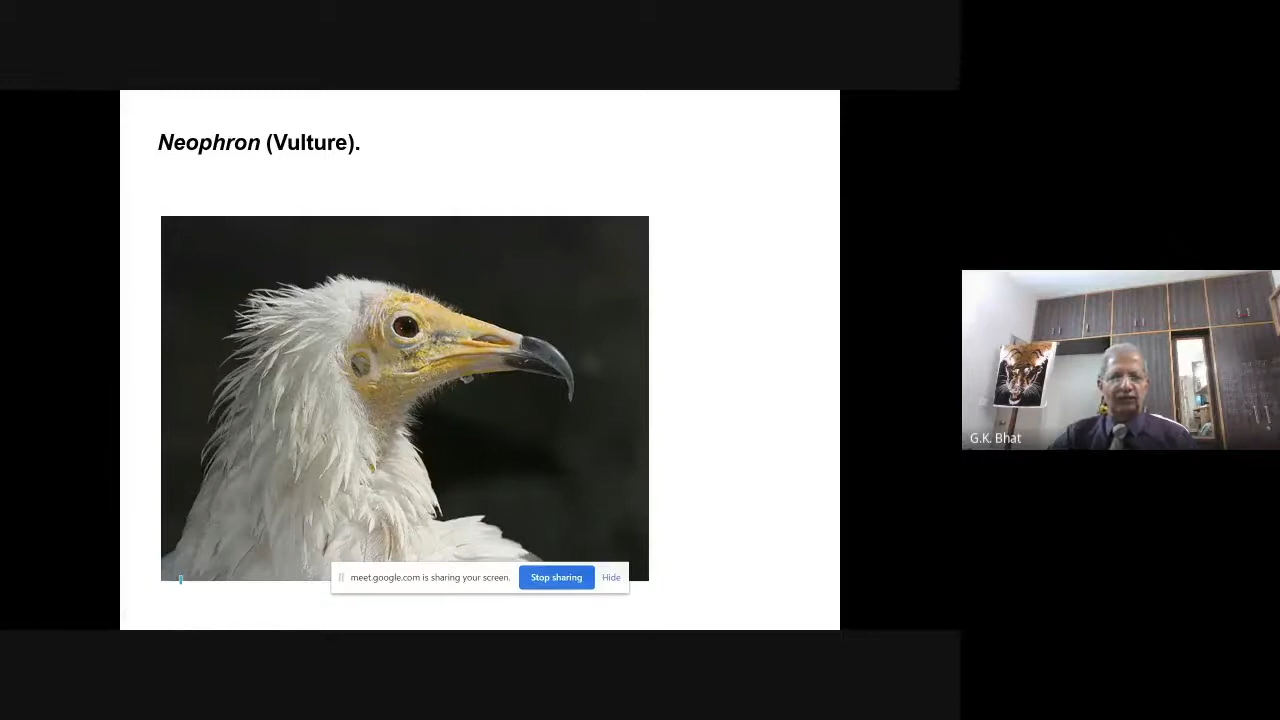 Neophron (Vulture).
G.K. Bhat
meet.google.com is sharing your screen. Stop sharing Hide